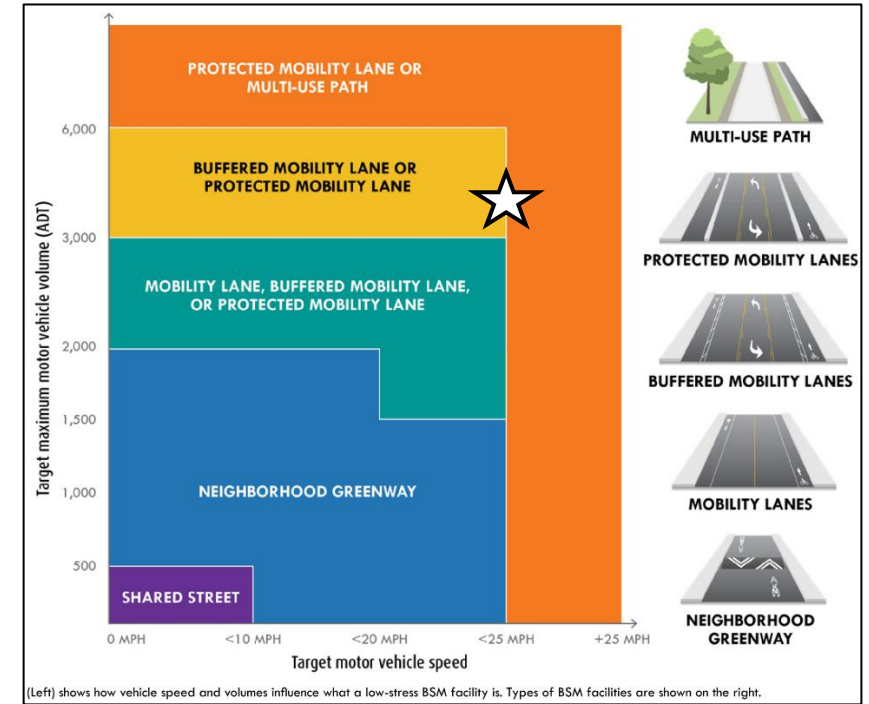 PROTECTED MOBILITY LANE OR
MULTI-USE PATH
6,000
BUFFERED MOBILITY LANE OR
PROTECTED MOBILITY LANE
3,000
MOBILITY LANE, BUFFERED MOBILITY LANE,
OR PROTECTED MOBILITY LANE
2,000
1,500
NEIGHBORHOOD GREENWAY
1,000
500
SHARED STREET
0 MPH
<10 MPH
<20 MPH
<25 MPH
+25 MPH
Target motor vehicle speed
Target maximum motor vehicle volume (ADT)
MULTI-USE PATH
PROTECTED MOBILITY LANES
BUFFERED MOBILITY LANES
MOBILITY LANES
NEIGHBORHOOD
GREENWAY
(Left) shows how vehicle speed and volumes influence what a low-stress BSM facility is. Types of BSM facilities are shown on the right.